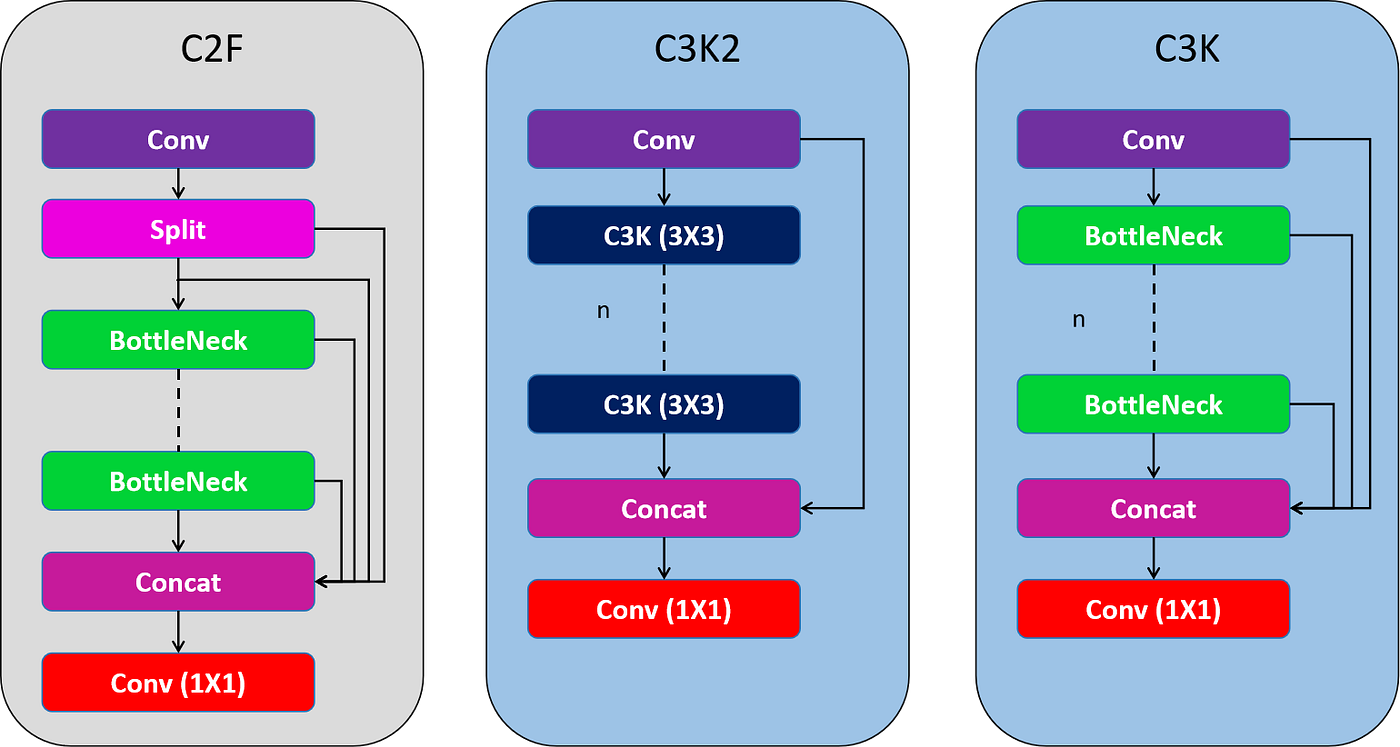 C2F
Conv
Split
BottleNeck
BottleNeck
Concat
Conv (1X1)
C3K2
Conv
C3K (3X3)
n
C3K (3X3)
Concat
Conv (1X1)
C3K
Conv
BottleNeck
n
BottleNeck
Concat
Conv (1X1)